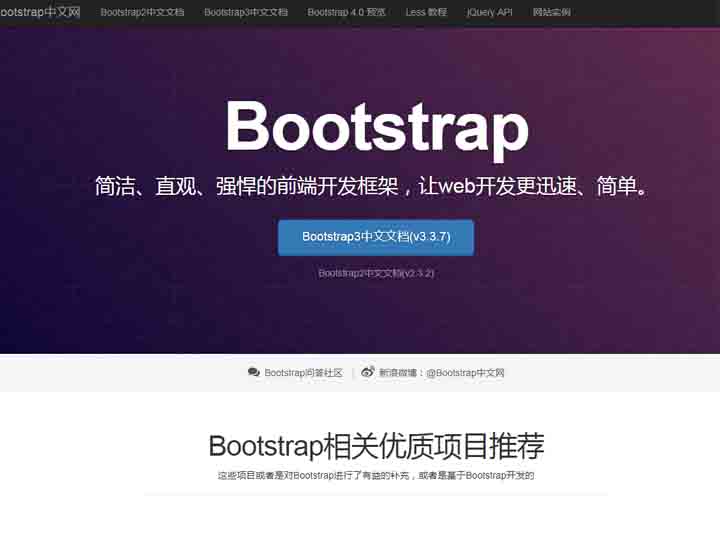 ootstrap中文网 Bootstrap2中文文档 Bootstrap3中文文档 Bootstrap 4.0 预览 Less 教程 jQuery API 网站实例
Bootstrap
简洁、直观、强悍的前端开发框架，让web开发更迅速、简单。
Bootstrap3中文文档(v3.3.7)
Bootstrap2中文文档(v2.3.2)
Bootstrap问答社区 | 新浪微博：@Bootstrap中文网
Bootstrap相关优质项目推荐
这些项目或者是对Bootstrap进行了有益的补充，或者是基于Bootstrap开发的